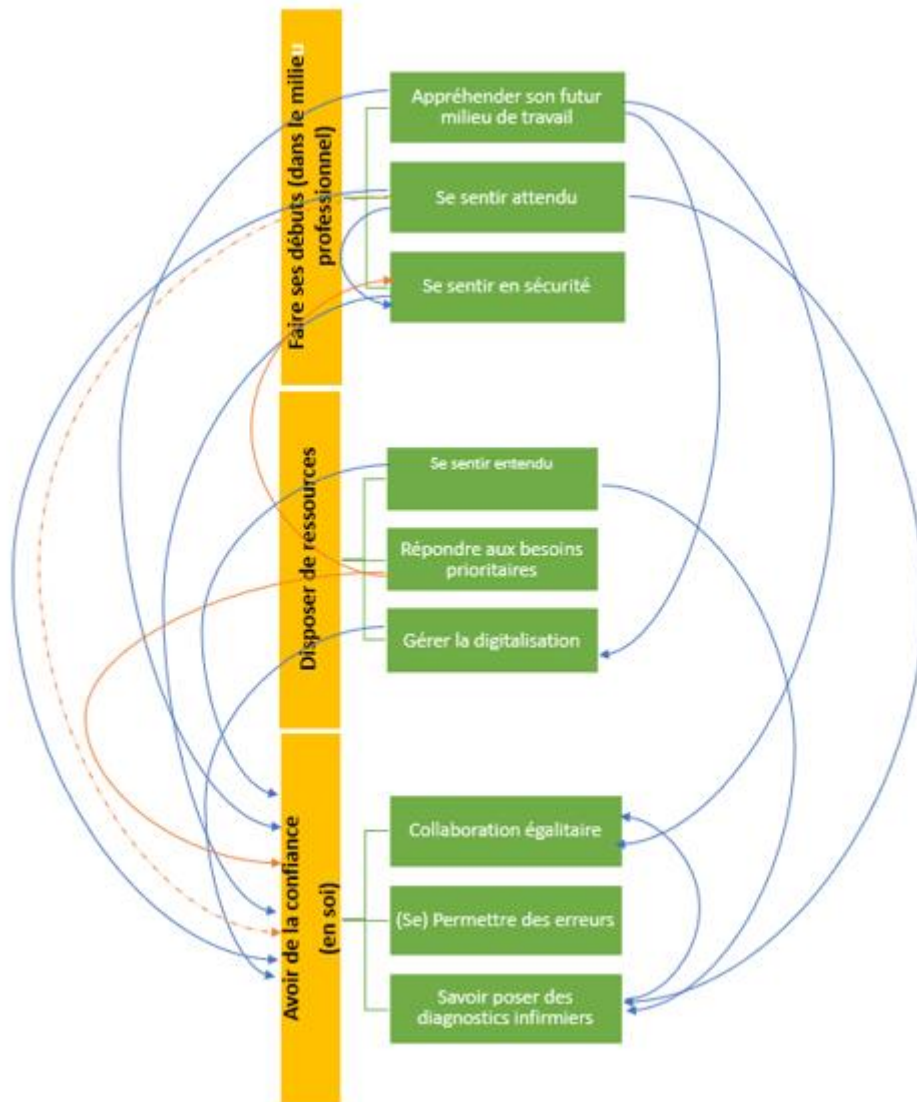 Faire ses débuts (dans le milieu
professionnel)
Appréhender son futur
milieu de travail
Se sentir attendu
Se sentir en sécurité
Disposer de ressources
Se sentir entendu
Répondre aux besoins
prioritaires
Gérer la digitalisation
Avoir de la confiance
(en soi)
Collaboration égalitaire
(Se) Permettre des erreurs
Savoir poser des
diagnostics infirmiers